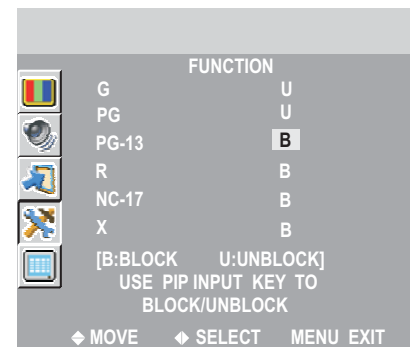 FUNCTION
G U
PG U
PG-13 B
R B
NC-17 B
X B
[B:BLOCK U:UNBLOCK]
USE PIP INPUT KEY TO
BLOCK/UNBLOCK
MOVE SELECT MENU EXIT